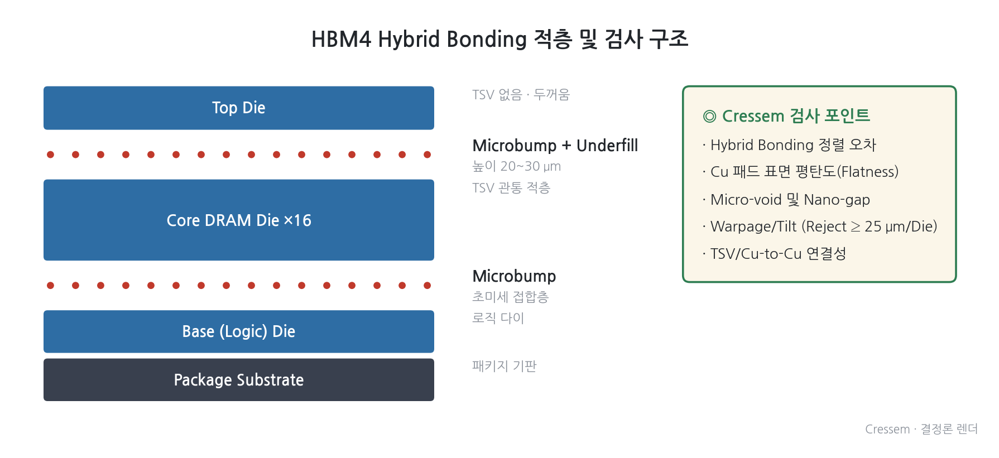 HBM4 Hybrid Bonding 적층 및 검사 구조
Top Die
TSV 없음 · 두꺼움
Microbump + Underfill
높이 20~30 µm
TSV 관통 적층
Core DRAM Die ×16
Microbump
초미세 접합층
로직 다이
Base (Logic) Die
Package Substrate
패키지 기판
◎ Cressem 검사 포인트
· Hybrid Bonding 정렬 오차
· Cu 패드 표면 평탄도(Flatness)
· Micro-void 및 Nano-gap
· Warpage/Tilt (Reject ≥ 25 µm/Die)
· TSV/Cu-to-Cu 연결성
Cressem · 결정론 렌더